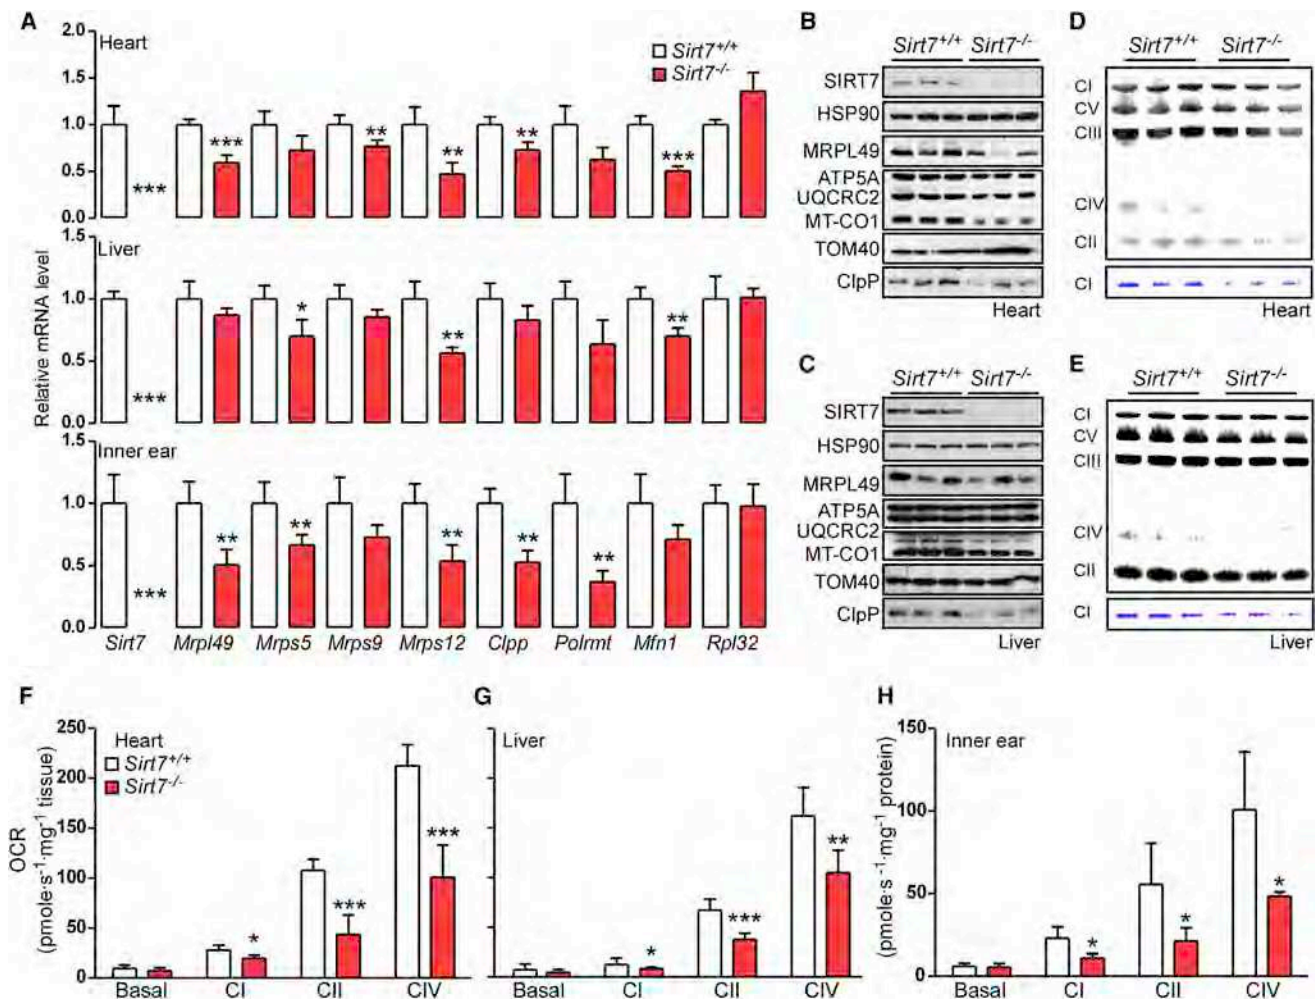 A
2.0
Heart
Sirt7+/+
Sirt7-/-
1.5
1.0
***
**
**
**
***
0.5
***
0.0
1.5
Liver
Relative mRNA level
1.0
*
**
**
0.5
***
0.0
1.5
Inner ear
1.0
**
**
**
**
**
0.5
***
0.0
Sirt7 Mrpl49 Mrps5 Mrps9 Mrps12 Clpp Polrmt Mfn1 Rpl32
B
Sirt7+/+ Sirt7-/-
SIRT7
HSP90
MRPL49
ATP5A
UQCRC2
MT-CO1
TOM40
ClpP
Heart
C
Sirt7+/+ Sirt7-/-
SIRT7
HSP90
MRPL49
ATP5A
UQCRC2
MT-CO1
TOM40
ClpP
Liver
D
Sirt7+/+ Sirt7-/-
CI
CV
CIII
CIV
CII
CI
Heart
E
Sirt7+/+ Sirt7-/-
CI
CV
CIII
CIV
CII
CI
Liver
F
Heart
Sirt7+/+
Sirt7-/-
OCR
(pmole·s-1·mg-1 tissue)
250
200
150
100
50
0
*
***
***
Basal CI CII CIV
G
Liver
*
***
**
Basal CI CII CIV
H
Inner ear
(pmole·s-1·mg-1 protein)
150
100
50
0
*
*
*
Basal CI CII CIV